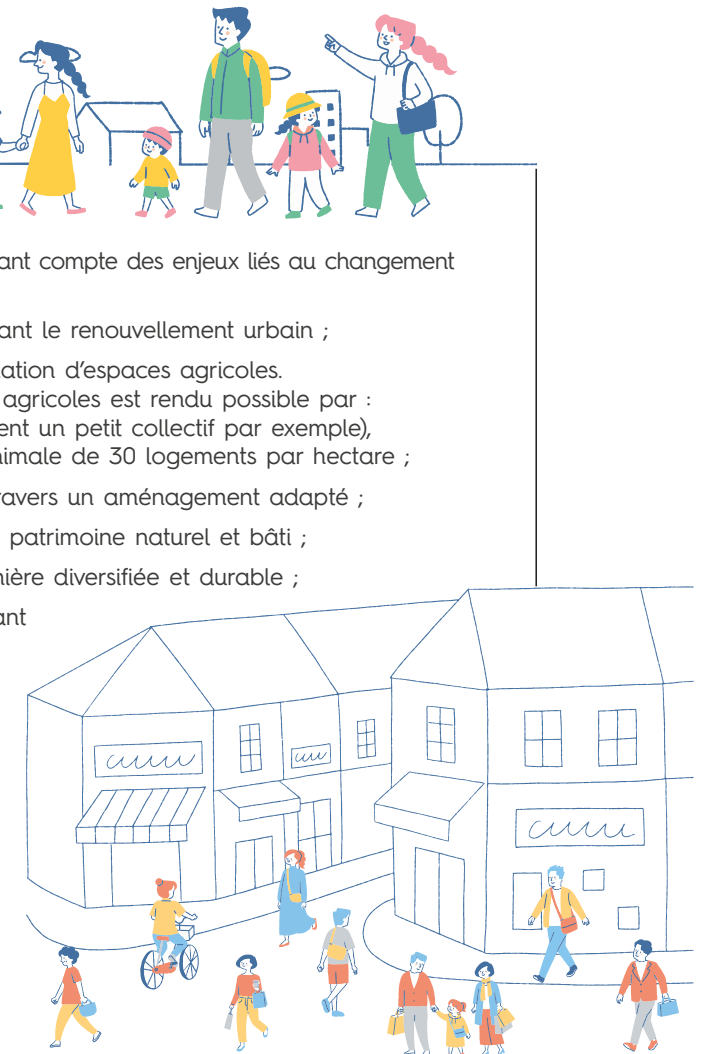 ant compte des enjeux liés au changement
ant le renouvellement urbain ;
ation d'espaces agricoles.
agricoles est rendu possible par :
ent un petit collectif par exemple),
nimale de 30 logements par hectare ;
ravers un aménagement adapté ;
patrimoine naturel et bâti ;
nière diversifiée et durable ;
ant